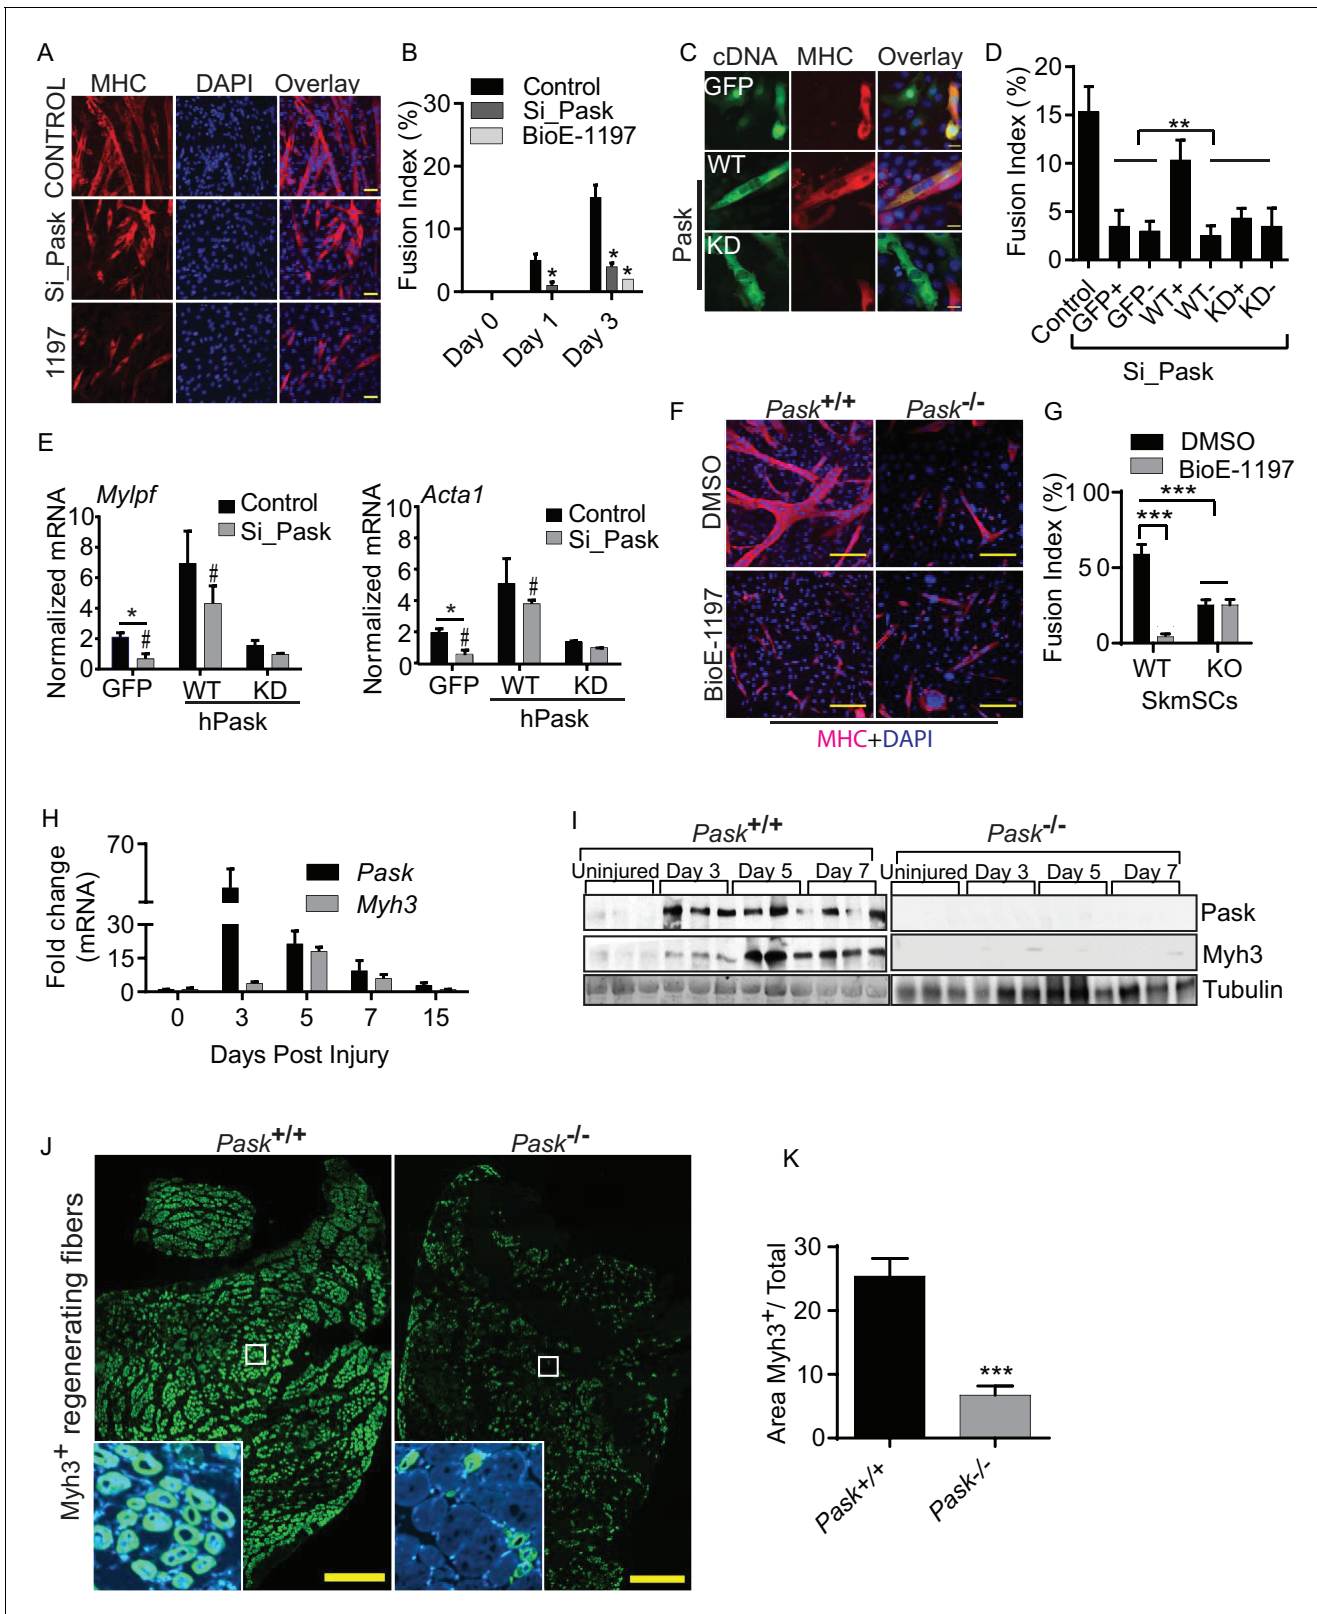 A
MHC DAPI Overlay
CONTROL
Si_Pask
1197
B
Control
Si_Pask
BioE-1197
Fusion Index (%)
30
20
10
0
* * *
Day 0 Day 1 Day 3
C
cDNA MHC Overlay
GFP
WT
KD
Pask
D
Fusion Index (%)
20
15
10
5
0
**
Control GFP+ GFP- WT+ WT- KD+ KD-
Si_Pask
E
Mylpf
Control
Si_Pask
Normalized mRNA
10
8
6
4
2
0
* # #
GFP WT KD
hPask
Acta1
Control
Si_Pask
Normalized mRNA
10
8
6
4
2
0
* # #
GFP WT KD
hPask
F
Pask+/+ Pask-/-
DMSO
BioE-1197
MHC+DAPI
G
DMSO
BioE-1197
Fusion Index (%)
100
50
0
***
***
WT KO
SkmSCs
H
Fold change
(mRNA)
70
30
15
0
Pask
Myh3
0 3 5 7 15
Days Post Injury
I
Pask+/+ Pask-/-
Uninjured Day 3 Day 5 Day 7 Uninjured Day 3 Day 5 Day 7
Pask
Myh3
Tubulin
J
Pask+/+ Pask-/-
Myh3+ regenerating fibers
K
Area Myh3+/ Total
30
20
10
0
***
Pask+/+ Pask-/-